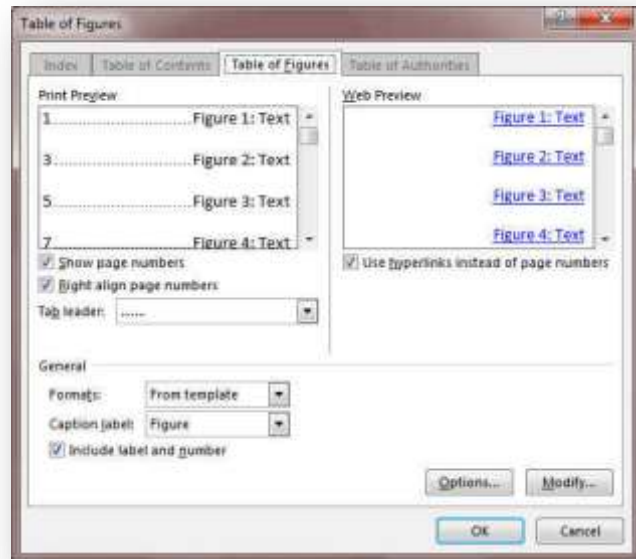 Table of Figures
Index Table of Contents Table of Figures Table of Authorities
Print Preview
1.......................Figure 1: Text
3.......................Figure 2: Text
5.......................Figure 3: Text
7.......................Figure 4: Text
Show page numbers
Right align page numbers
Tab leader: ......
Web Preview
Figure 1: Text
Figure 2: Text
Figure 3: Text
Figure 4: Text
Use hyperlinks instead of page numbers
General
Formats: From template
Caption label: Figure
Include label and number
Options... Modify...
OK Cancel